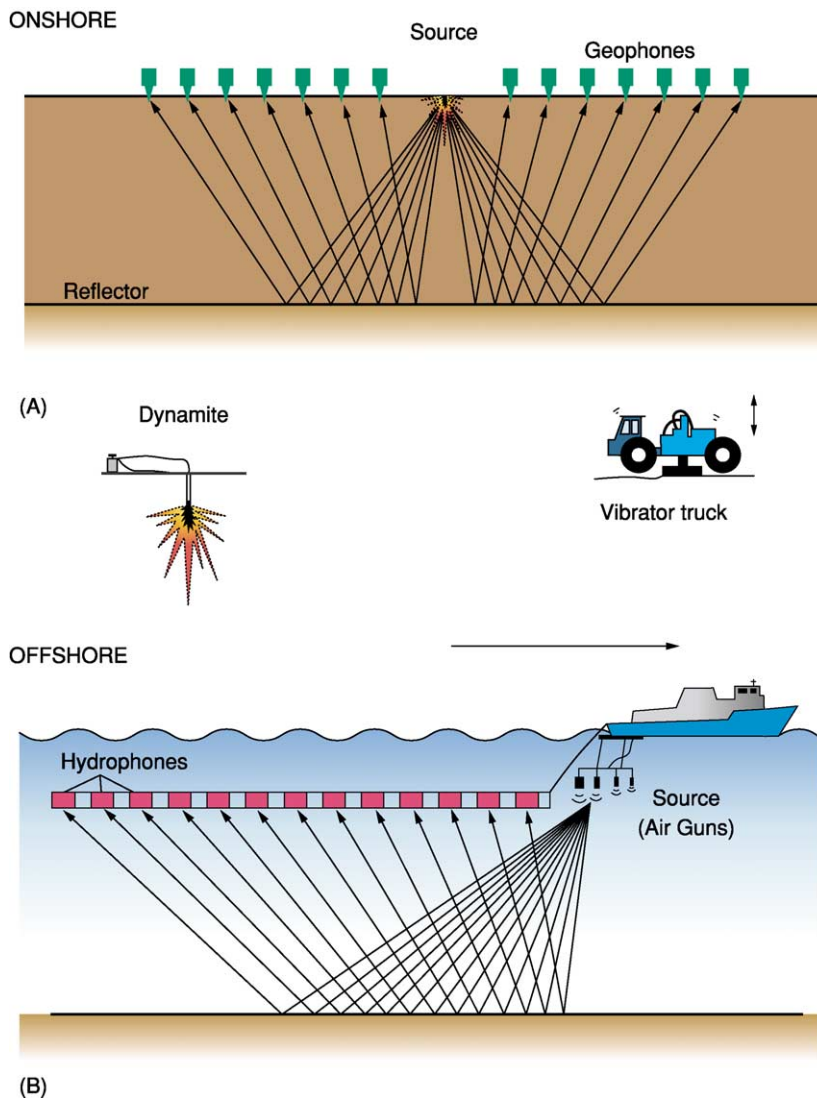 ONSHORE
Source
Geophones
Reflector
(A)
Dynamite
Vibrator truck
OFFSHORE
Hydrophones
Source
(Air Guns)
(B)